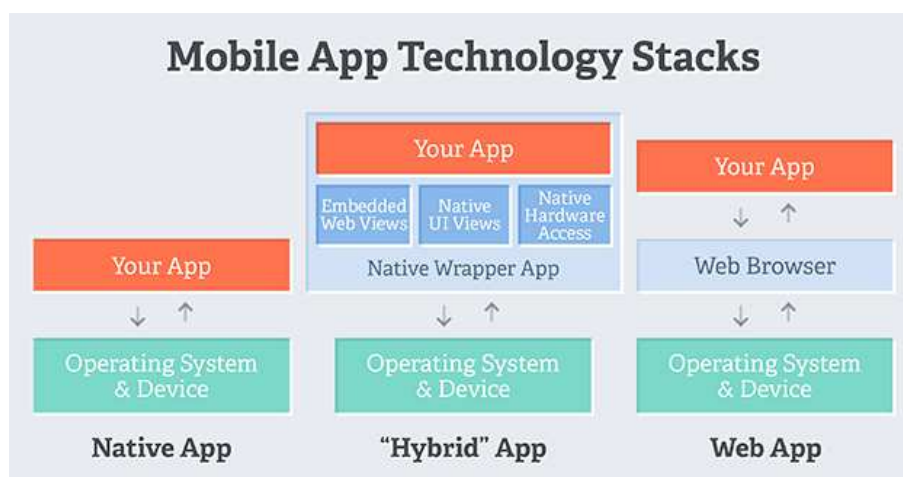 Mobile App Technology Stacks
Your App
Operating System
& Device
Native App
Your App
Embedded
Web Views
Native
UI Views
Native
Hardware
Access
Native Wrapper App
Operating System
& Device
“Hybrid” App
Your App
Web Browser
Operating System
& Device
Web App